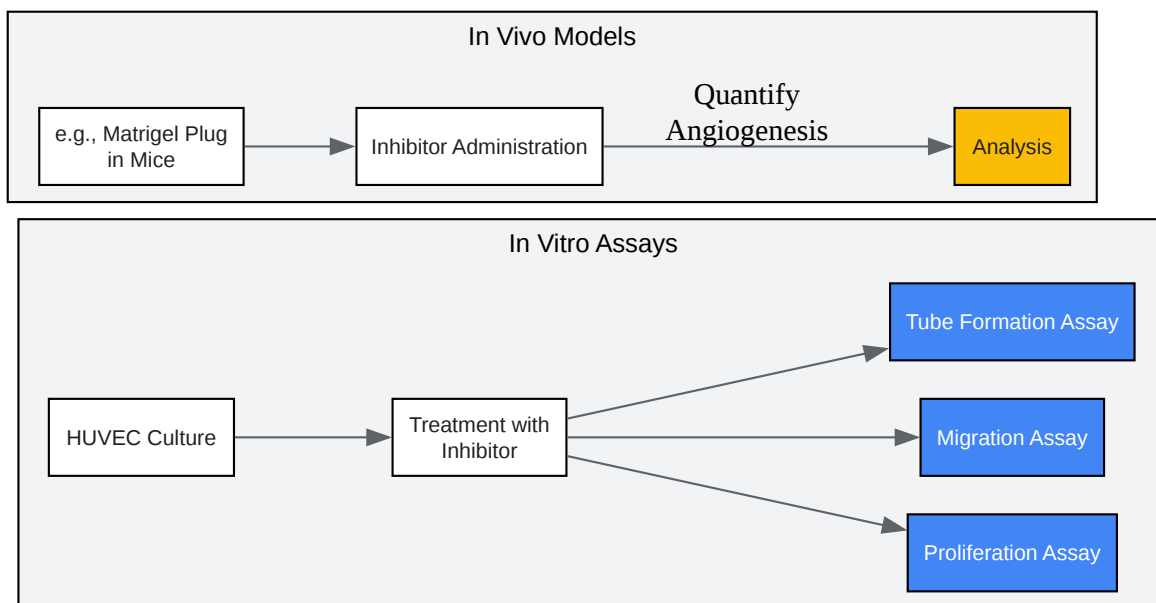 In Vivo Models
e.g., Matrigel Plug
in Mice
Inhibitor Administration
Quantify
Angiogenesis
Analysis
In Vitro Assays
HUVEC Culture
Treatment with
Inhibitor
Tube Formation Assay
Migration Assay
Proliferation Assay